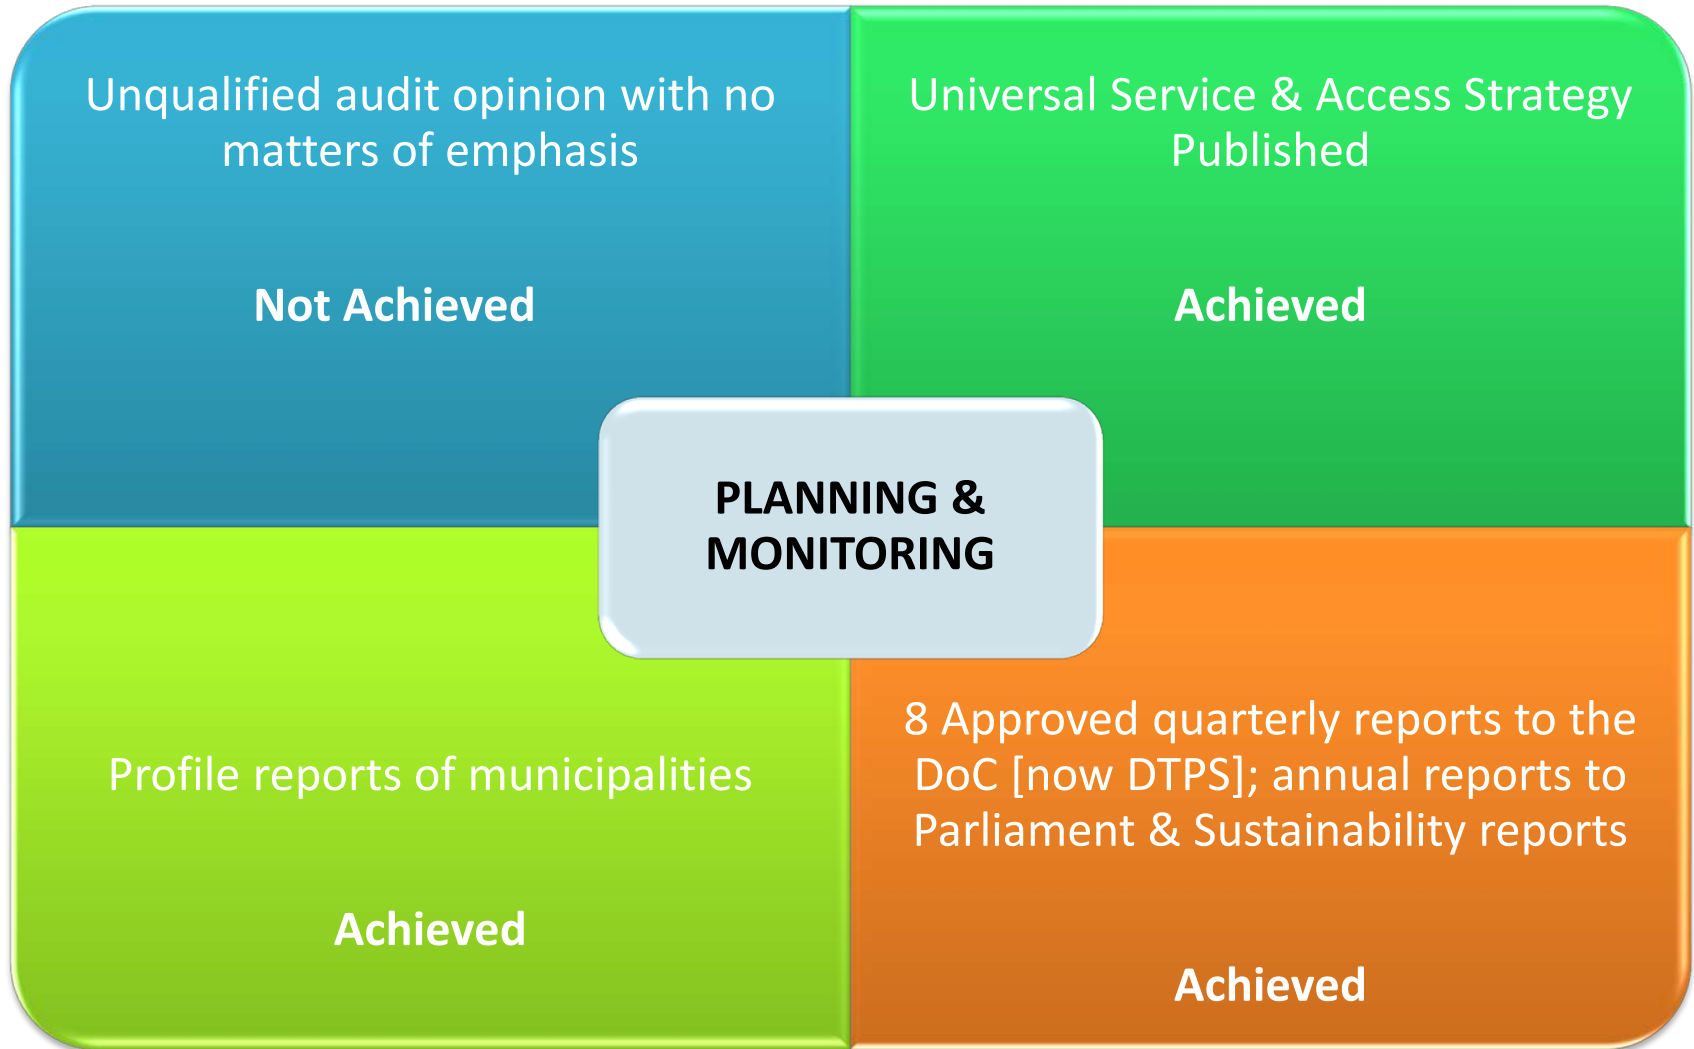 Unqualified audit opinion with no
matters of emphasis
Not Achieved
Universal Service & Access Strategy
Published
Achieved
PLANNING &
MONITORING
Profile reports of municipalities
Achieved
8 Approved quarterly reports to the
DoC [now DTPS]; annual reports to
Parliament & Sustainability reports
Achieved